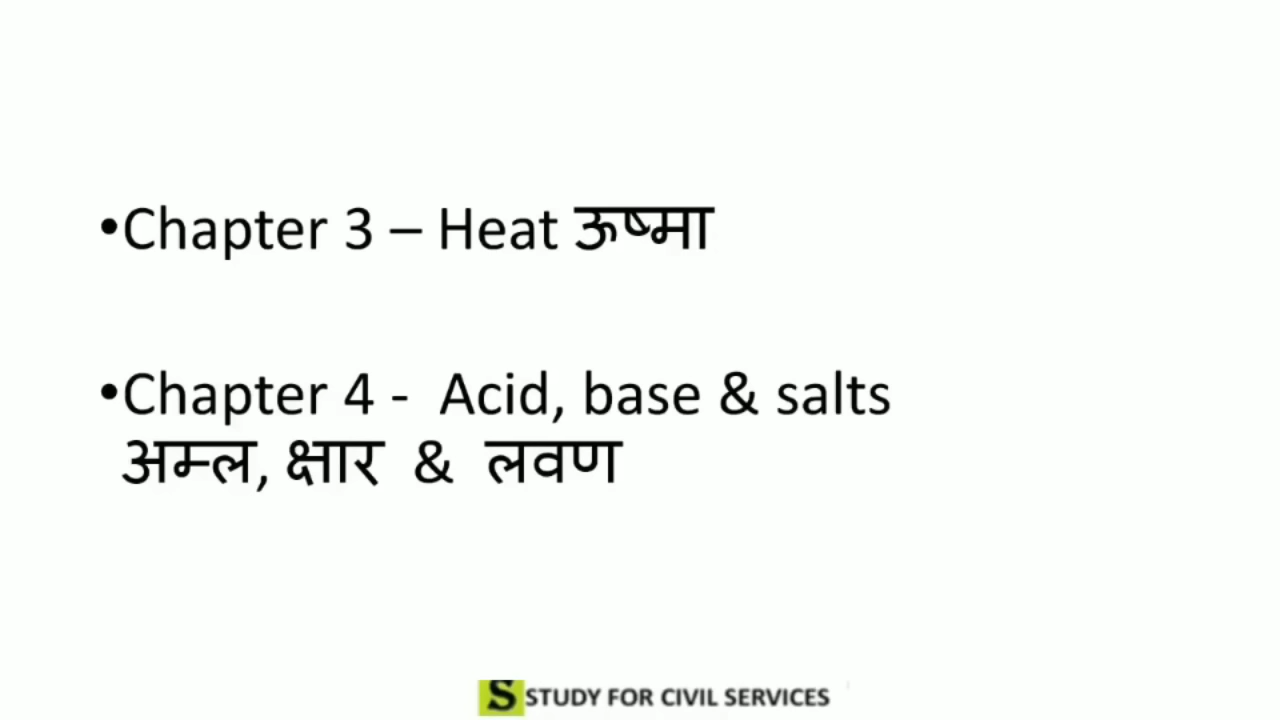 •Chapter 3 – Heat ऊष्मा
•Chapter 4 - Acid, base & salts
अम्ल, क्षार & लवण
S STUDY FOR CIVIL SERVICES